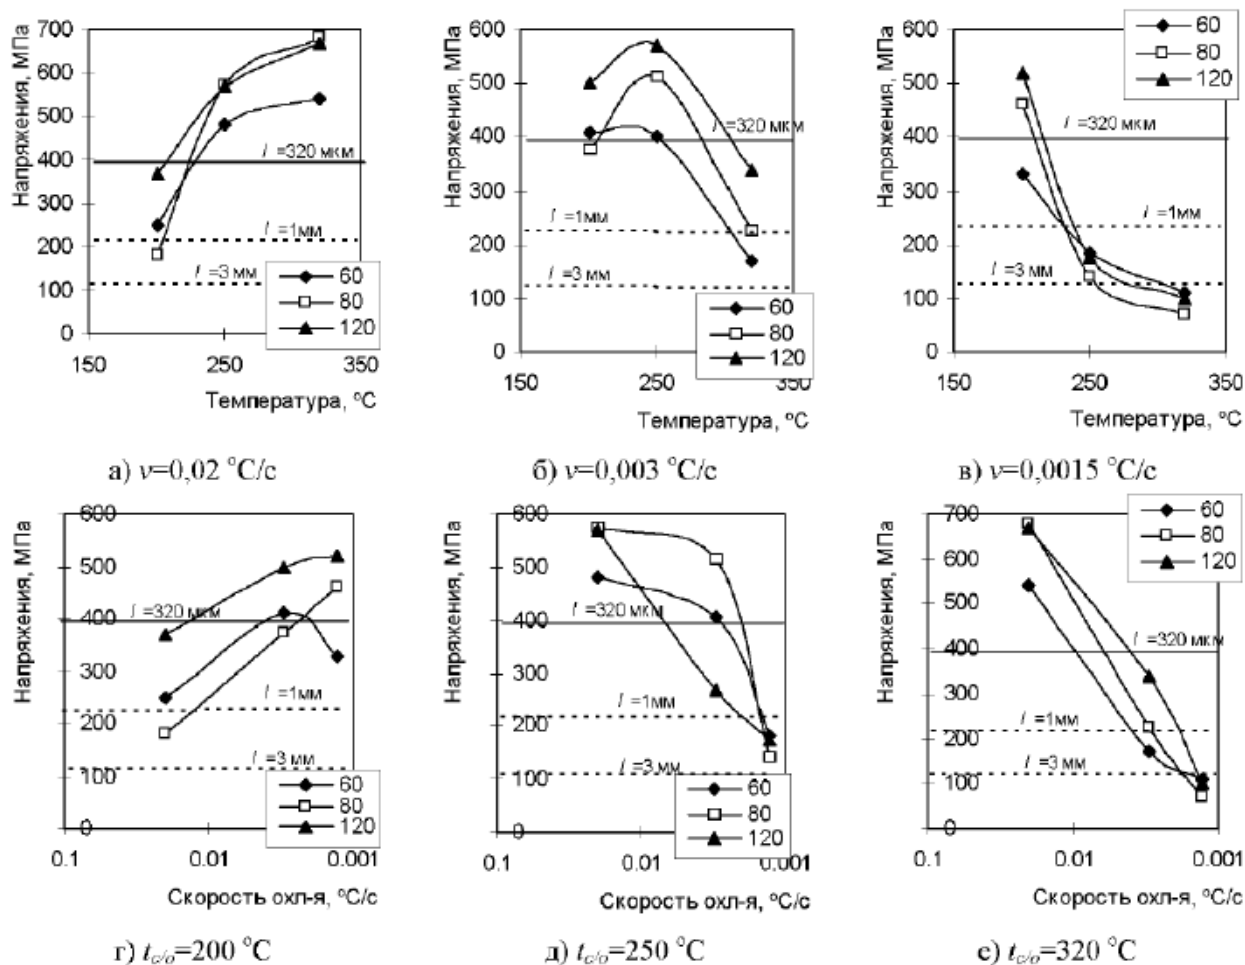 700
600
500
400
300
200
100
0
Напряжения, МПа
l =320 мкм
l =1мм
l =3 мм
60
80
120
150
250
350
Температура, °С
а) v=0,02 °С/с
600
500
400
300
200
100
0
Напряжения, МПа
l =320 мкм
l =1мм
l =3 мм
60
80
120
150
250
350
Температура, °С
б) v=0,003 °С/с
600
500
400
300
200
100
0
Напряжения, МПа
60
80
120
l =320 мкм
l =1мм
l =3 мм
150
250
350
Температура, °С
в) v=0,0015 °С/с
600
500
400
300
200
100
0
Напряжения, МПа
l =320 мкм
l =1мм
l =3 мм
60
80
120
0.1
0.01
0.001
Скорость охл-я, °С/с
г) tс/о=200 °С
600
500
400
300
200
100
0
Напряжения, МПа
l =320 мкм
l =1мм
l =3 мм
60
80
120
0.1
0.01
0.001
Скорость охл-я, °С/с
д) tс/о=250 °С
700
600
500
400
300
200
100
0
Напряжения, МПа
60
80
120
l =320 мкм
l =1мм
l =3 мм
0.1
0.01
0.001
Скорость охл-я, °С/с
е) tс/о=320 °С